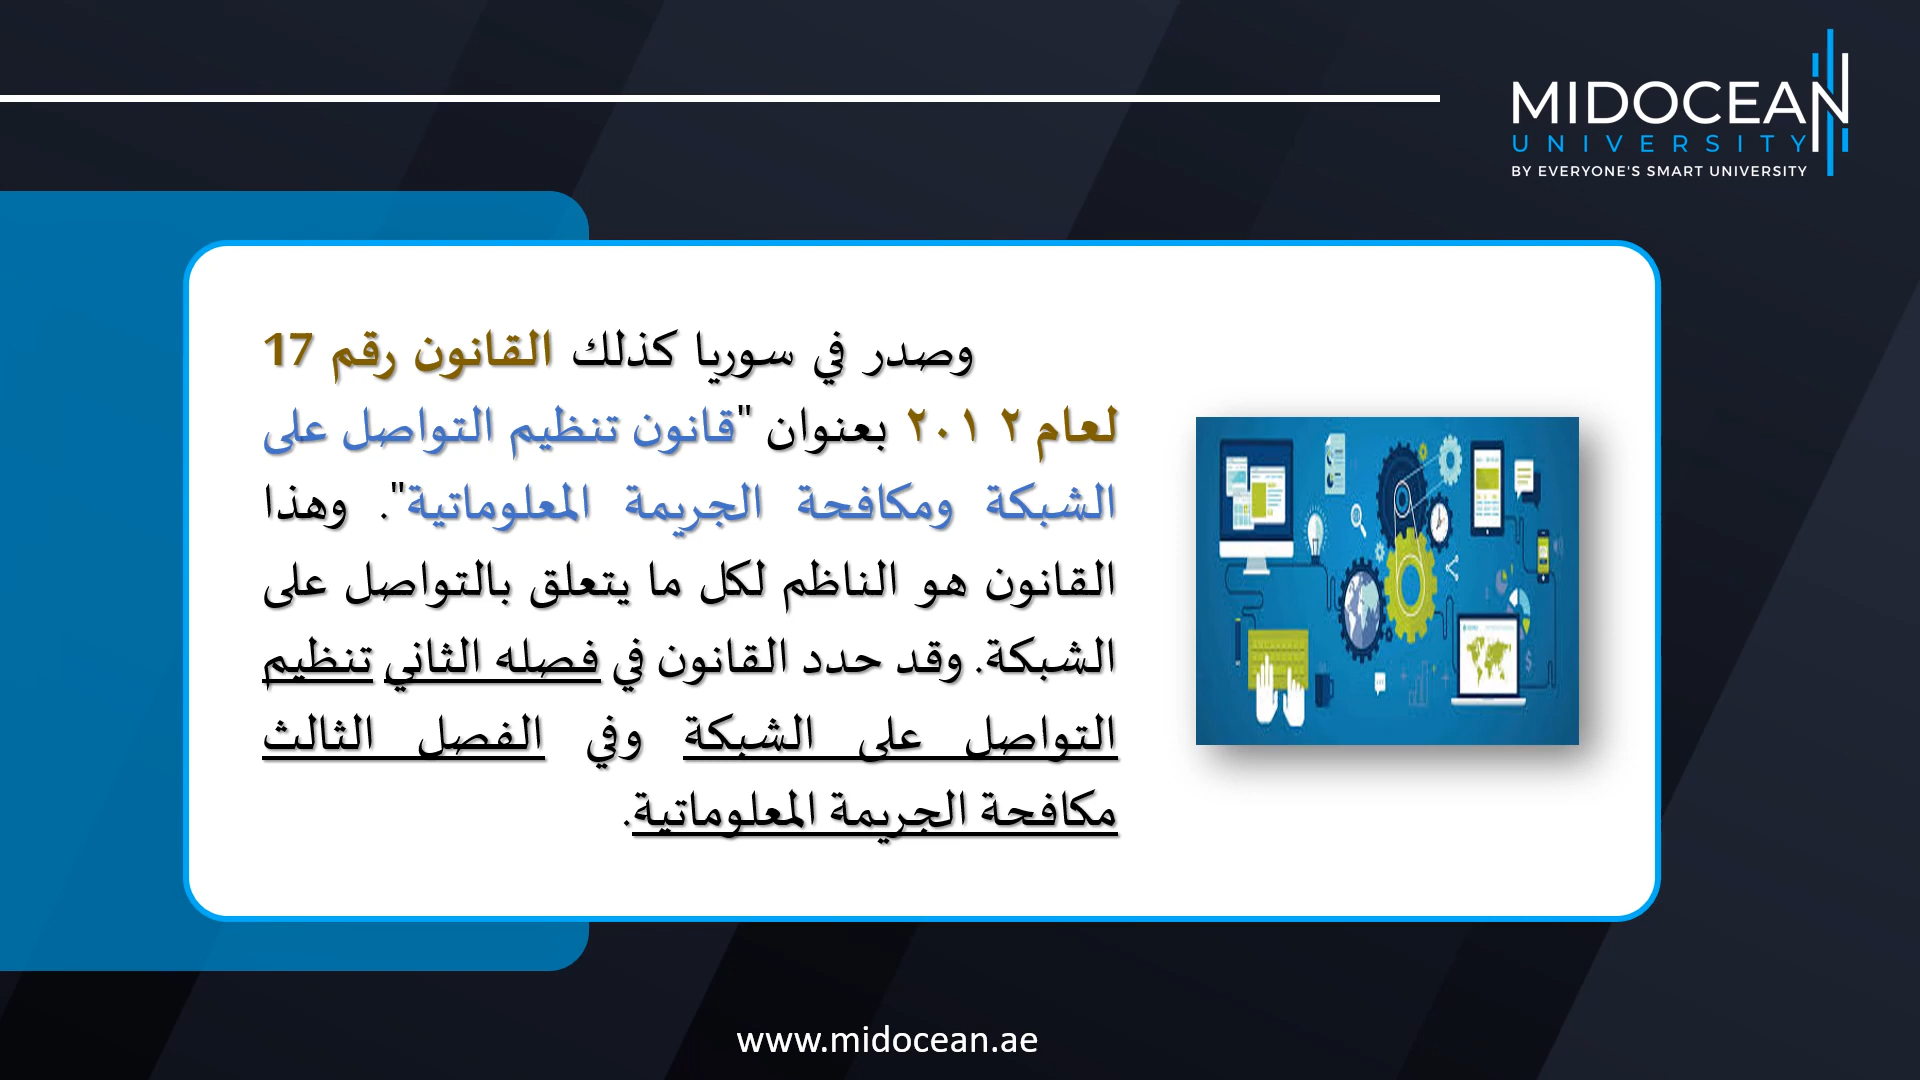 MIDOCEAN
UNIVERSITY
BY EVERYONE'S SMART UNIVERSITY
وصدر في سوريا كذلك القانون رقم 17
لعام ٢٠١٢ بعنوان "قانون تنظيم التواصل على
الشبكة ومكافحة الجريمة المعلوماتية". وهذا
القانون هو الناظم لكل ما يتعلق بالتواصل على
الشبكة. وقد حدد القانون في فصله الثاني تنظيم
التواصل على الشبكة وفي الفصل الثالث
مكافحة الجريمة المعلوماتية.
www.midocean.ae